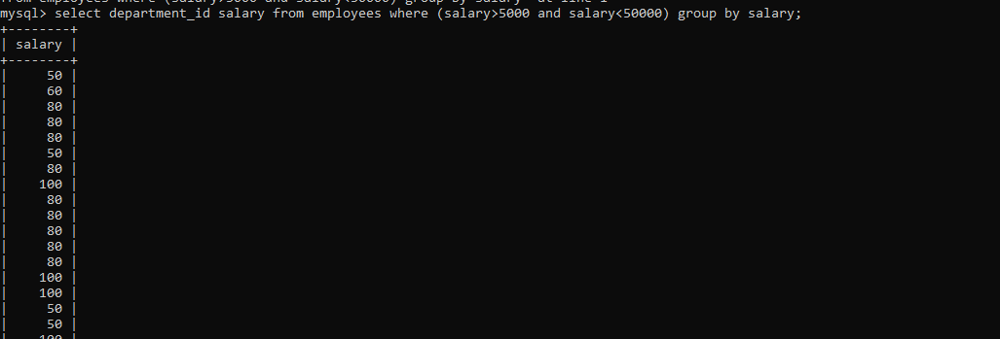 from employees where (salary>5000 and salary<50000) group by salary' at line 1
mysql> select department_id salary from employees where (salary>5000 and salary<50000) group by salary;
+--------+
| salary |
+--------+
|     50 |
|     60 |
|     80 |
|     80 |
|     80 |
|     50 |
|     80 |
|    100 |
|     80 |
|     80 |
|     80 |
|     80 |
|     80 |
|    100 |
|    100 |
|     50 |
|     50 |
|    100 |